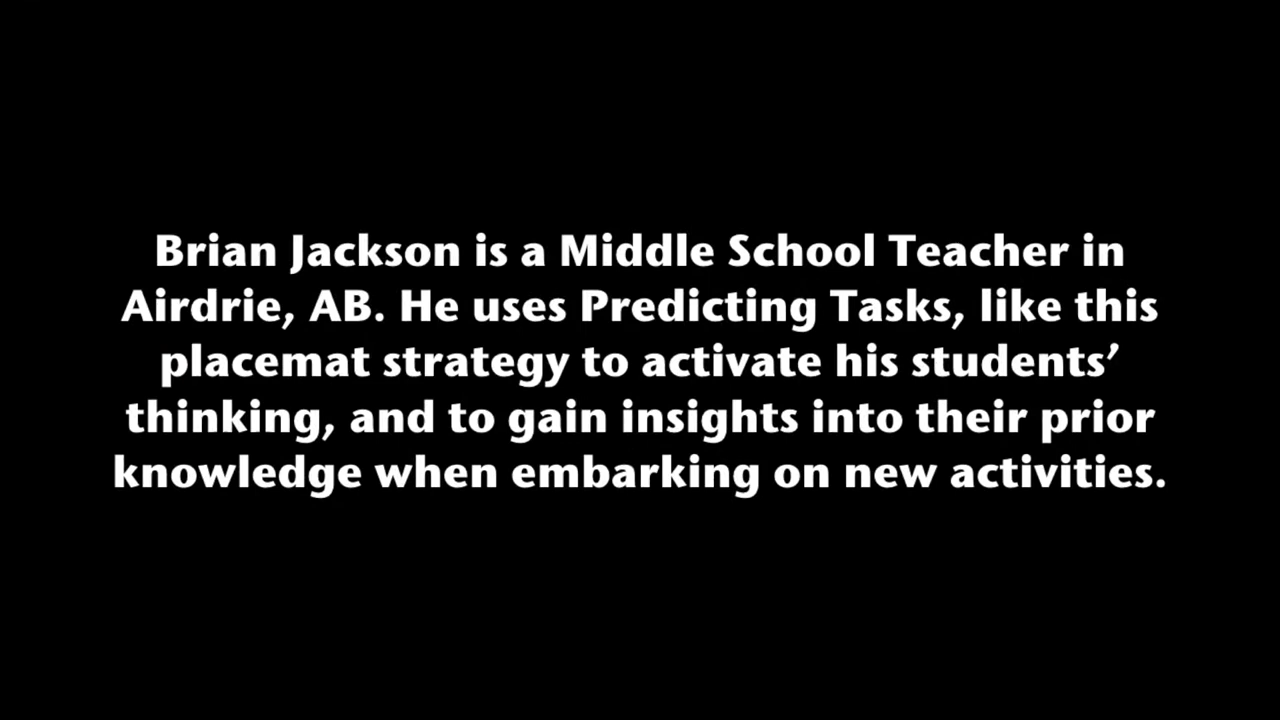 Brian Jackson is a Middle School Teacher in
Airdrie, AB. He uses Predicting Tasks, like this
placemat strategy to activate his students’
thinking, and to gain insights into their prior
knowledge when embarking on new activities.